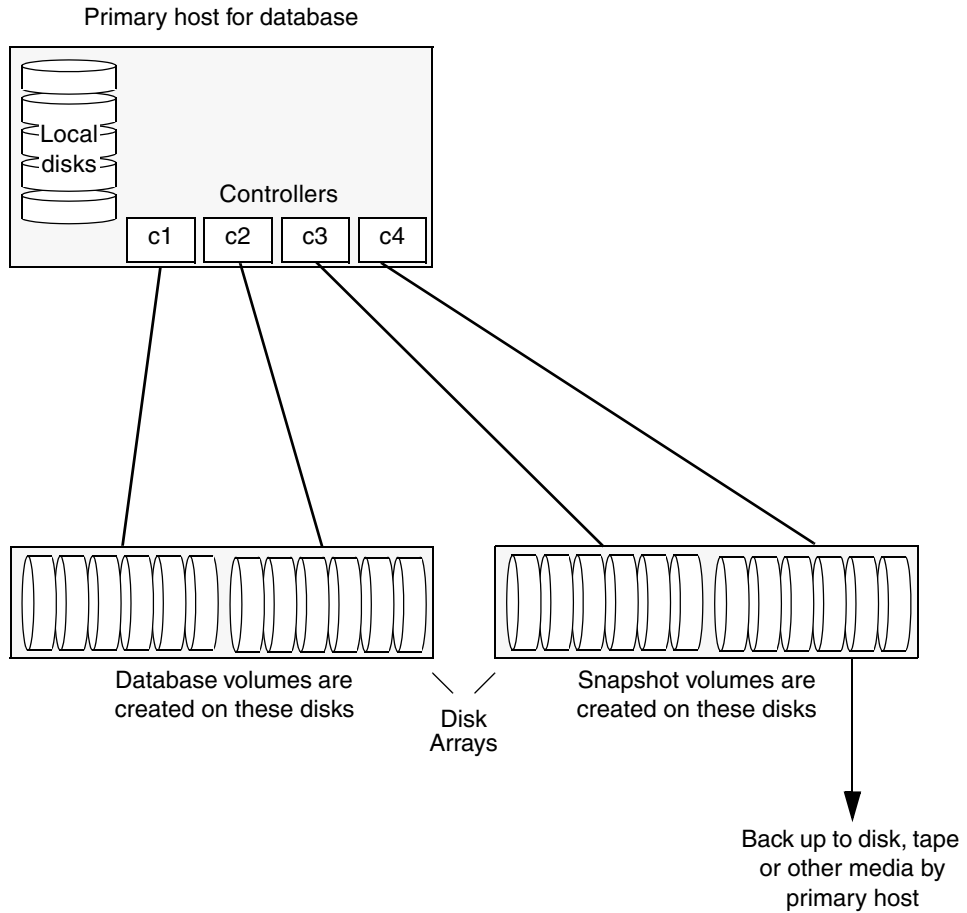 Primary host for database
Local
disks
Controllers
c1
c2
c3
c4
Database volumes are
created on these disks
Disk
Arrays
Snapshot volumes are
created on these disks
Back up to disk, tape
or other media by
primary host